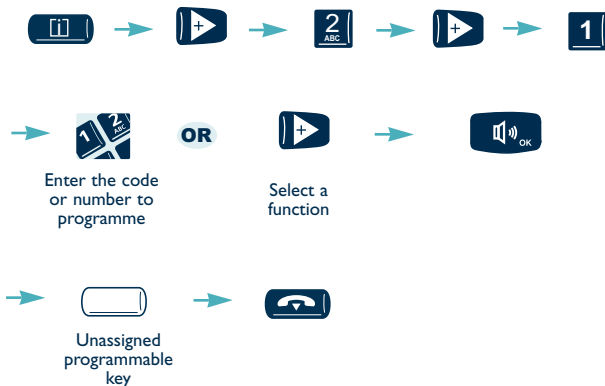 [i]
+
2
ABC
+
1
1
2
ABC
OR
+
OK
Enter the code
or number to
programme
Select a
function
Unassigned
programmable
key